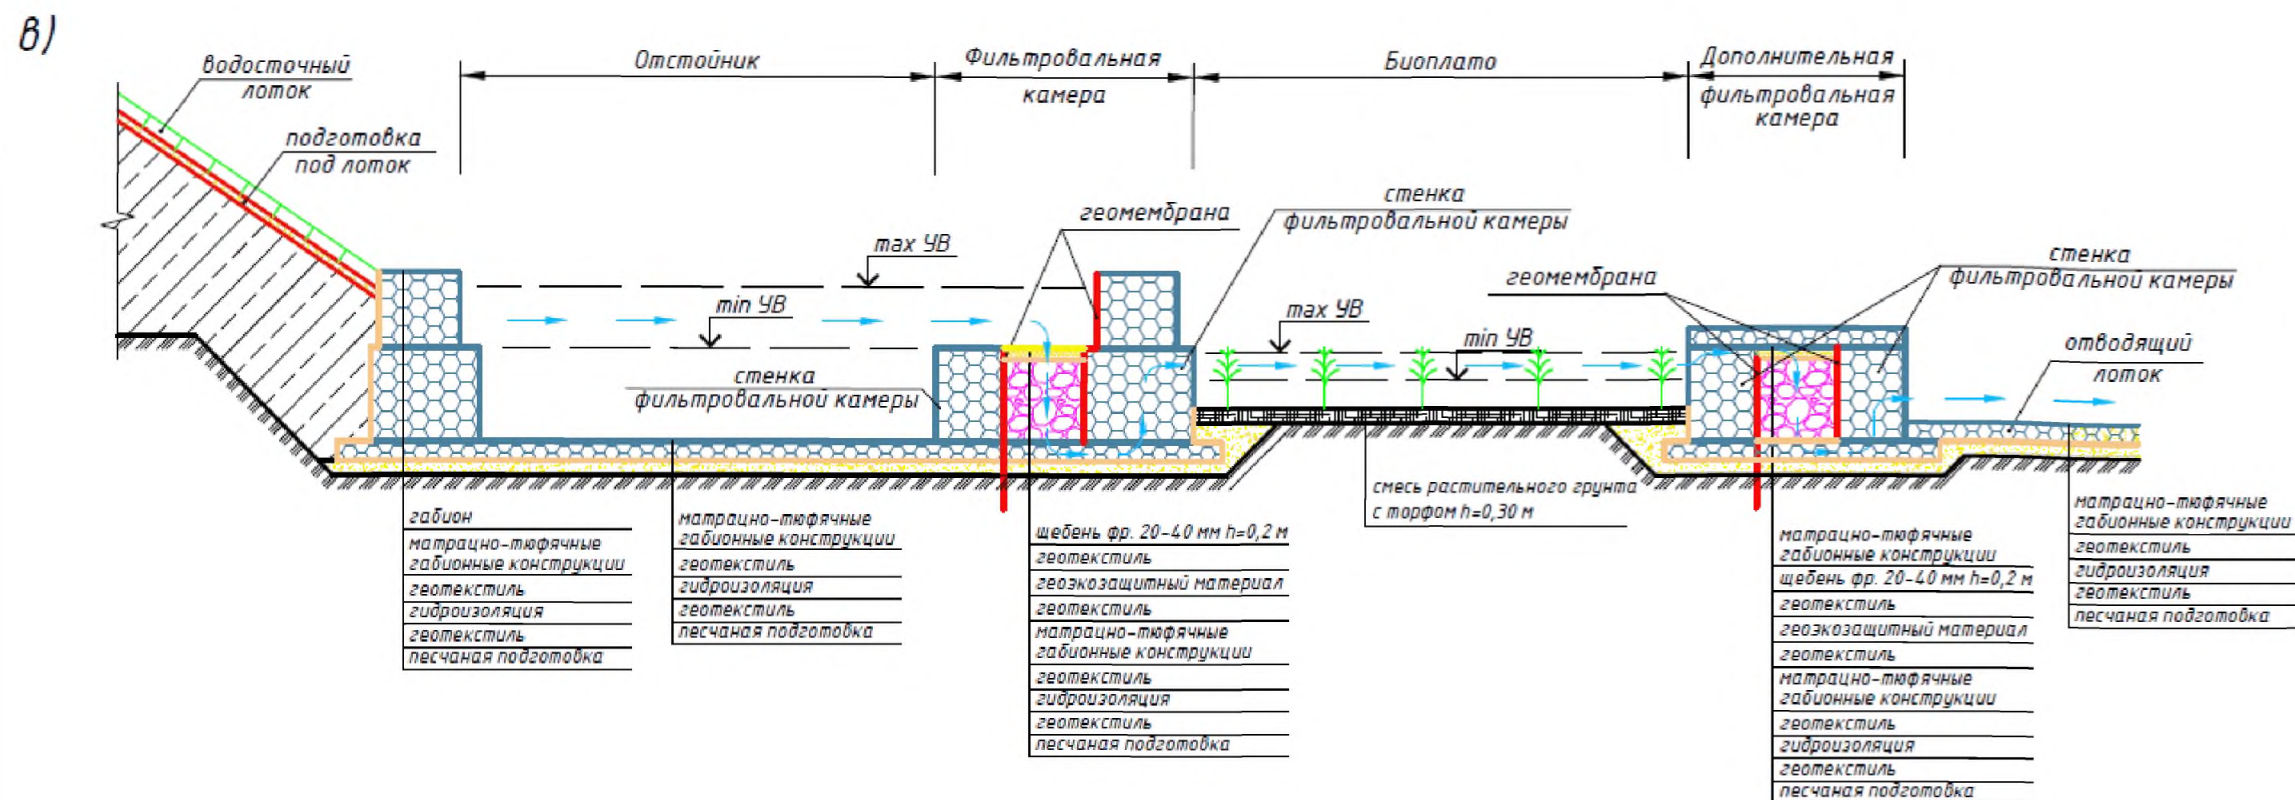 в)
водосточный
лоток
подготовка
под лоток
Отстойник
Фильтровальная
камера
Биоплато
Дополнительная
фильтровальная
камера
max УВ
min УВ
геомембрана
стенка
фильтровальной камеры
стенка
фильтровальной камеры
max УВ
min УВ
геомембрана
стенка
фильтровальной камеры
отводящий
лоток
габион
матрацно-тюфячные
габионные конструкции
геотекстиль
гидроизоляция
геотекстиль
песчаная подготовка
матрацно-тюфячные
габионные конструкции
геотекстиль
гидроизоляция
геотекстиль
песчаная подготовка
щебень фр. 20-40 мм h=0,2 м
геотекстиль
геоэкозащитный материал
геотекстиль
матрацно-тюфячные
габионные конструкции
геотекстиль
гидроизоляция
геотекстиль
песчаная подготовка
смесь растительного грунта
с торфом h=0,30 м
матрацно-тюфячные
габионные конструкции
щебень фр. 20-40 мм h=0,2 м
геотекстиль
геоэкозащитный материал
геотекстиль
матрацно-тюфячные
габионные конструкции
геотекстиль
гидроизоляция
геотекстиль
песчаная подготовка
матрацно-тюфячные
габионные конструкции
геотекстиль
гидроизоляция
геотекстиль
песчаная подготовка